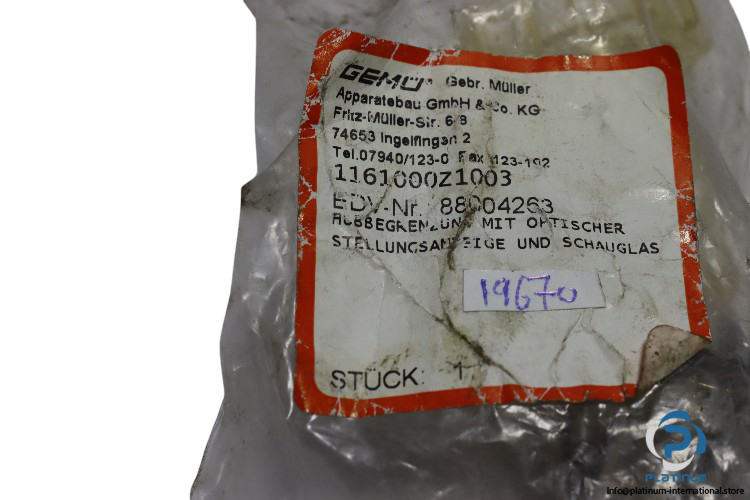 GEMÜ® Gebr. Müller
Apparatebau GmbH & Co. KG
Fritz-Müller-Str. 6-8
74653 Ingelfingen 2
Tel.07940/123-0 Fax 123-192
1161000Z1003
EDV-Nr. 88004263
HUBBEGRENZUNG MIT OPTISCHER
STELLUNGSANZEIGE UND SCHAUGLAS
19670
STÜCK: 1
PLATINUM
info@platinum-international.store